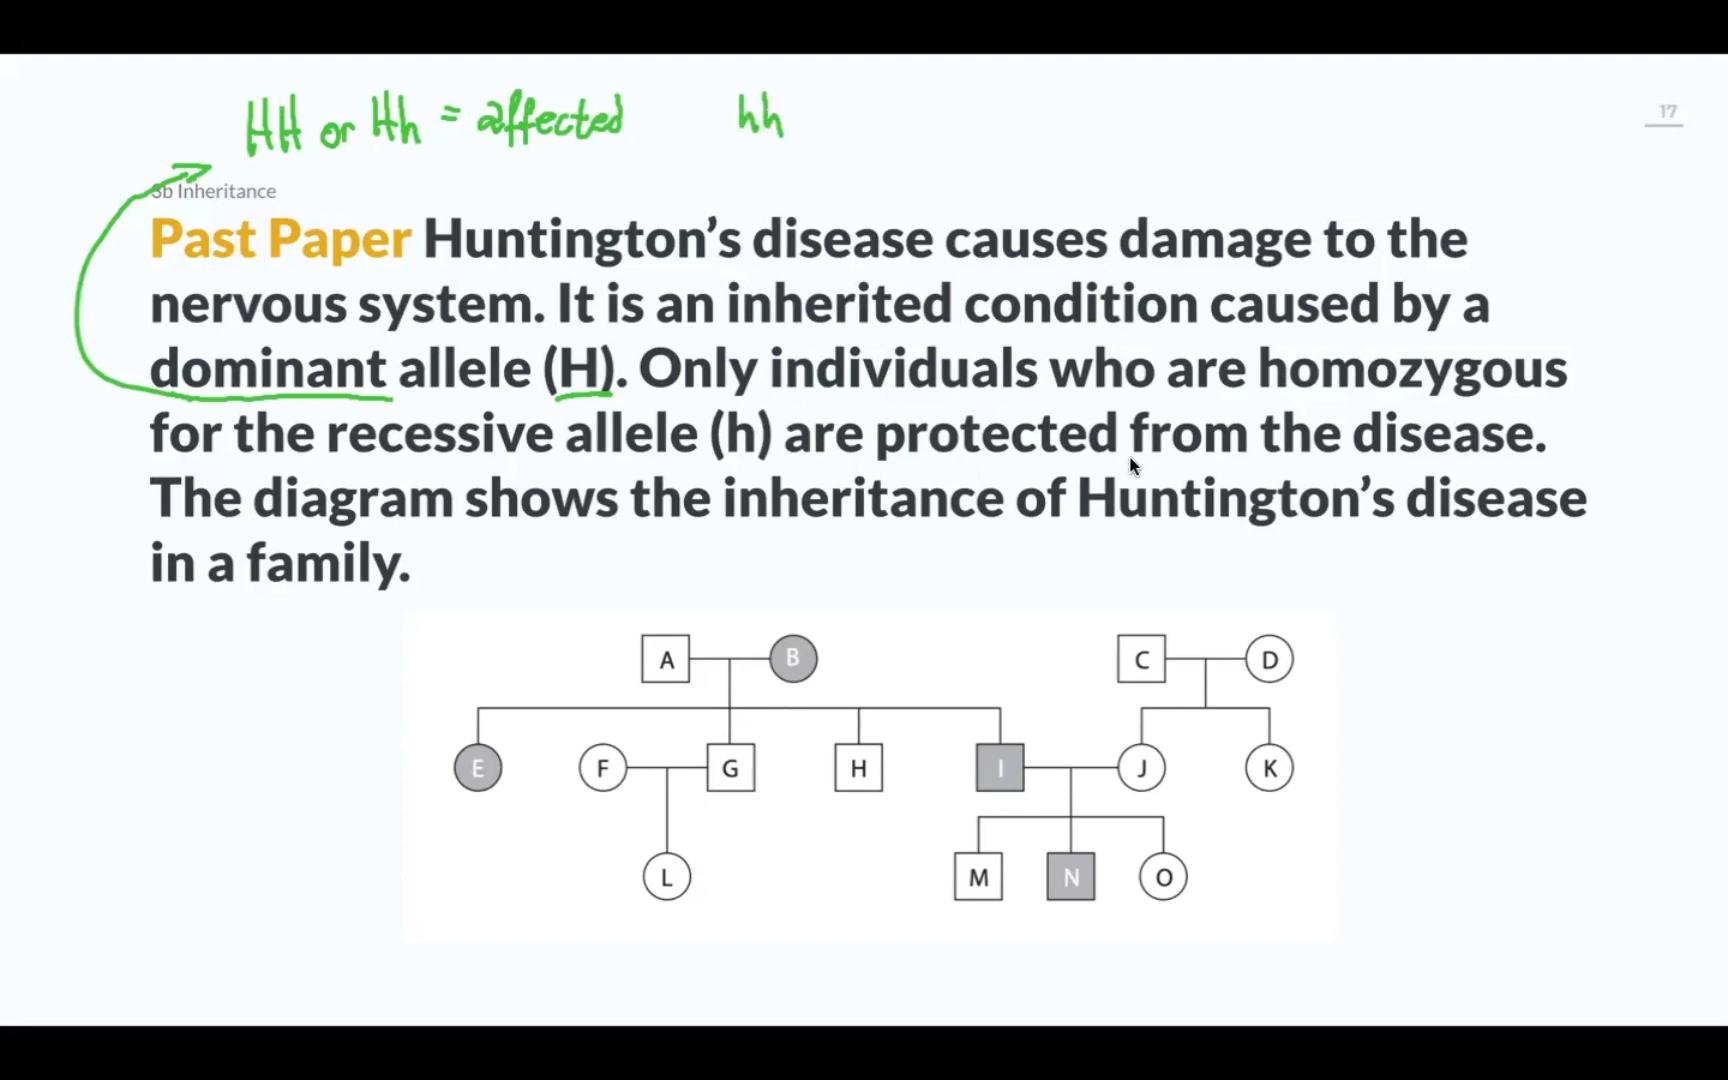 HH or Hh = affected hh
17
3b Inheritance
Past Paper Huntington’s disease causes damage to the
nervous system. It is an inherited condition caused by a
dominant allele (H). Only individuals who are homozygous
for the recessive allele (h) are protected from the disease.
The diagram shows the inheritance of Huntington’s disease
in a family.
A B C D
E F G H I J K
L M N O